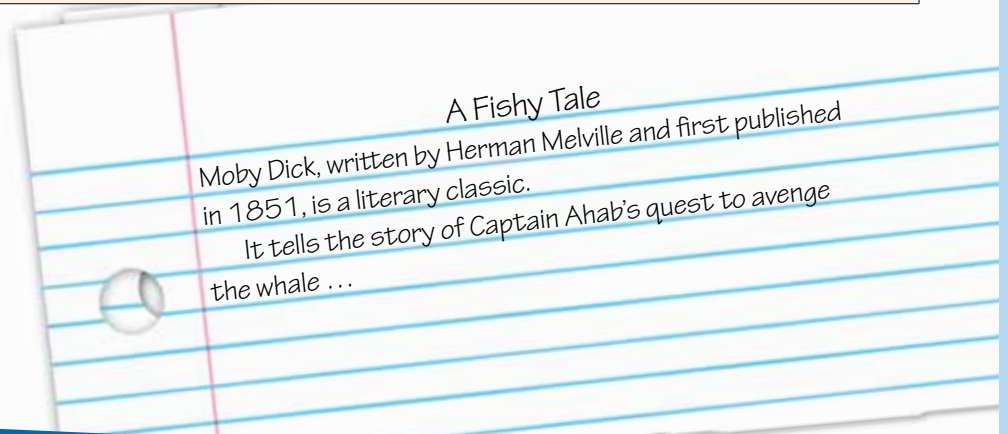 A Fishy Tale
Moby Dick, written by Herman Melville and first published
in 1851, is a literary classic.
It tells the story of Captain Ahab's quest to avenge
the whale ...